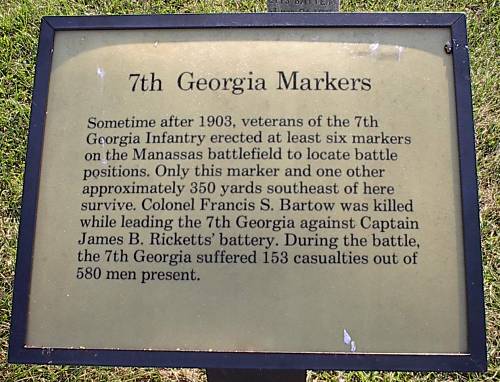 BATTERY
7th Georgia Markers
Sometime after 1903, veterans of the 7th
Georgia Infantry erected at least six markers
on the Manassas battlefield to locate battle
positions. Only this marker and one other
approximately 350 yards southeast of here
survive. Colonel Francis S. Bartow was killed
while leading the 7th Georgia against Captain
James B. Ricketts' battery. During the battle,
the 7th Georgia suffered 153 casualties out of
580 men present.